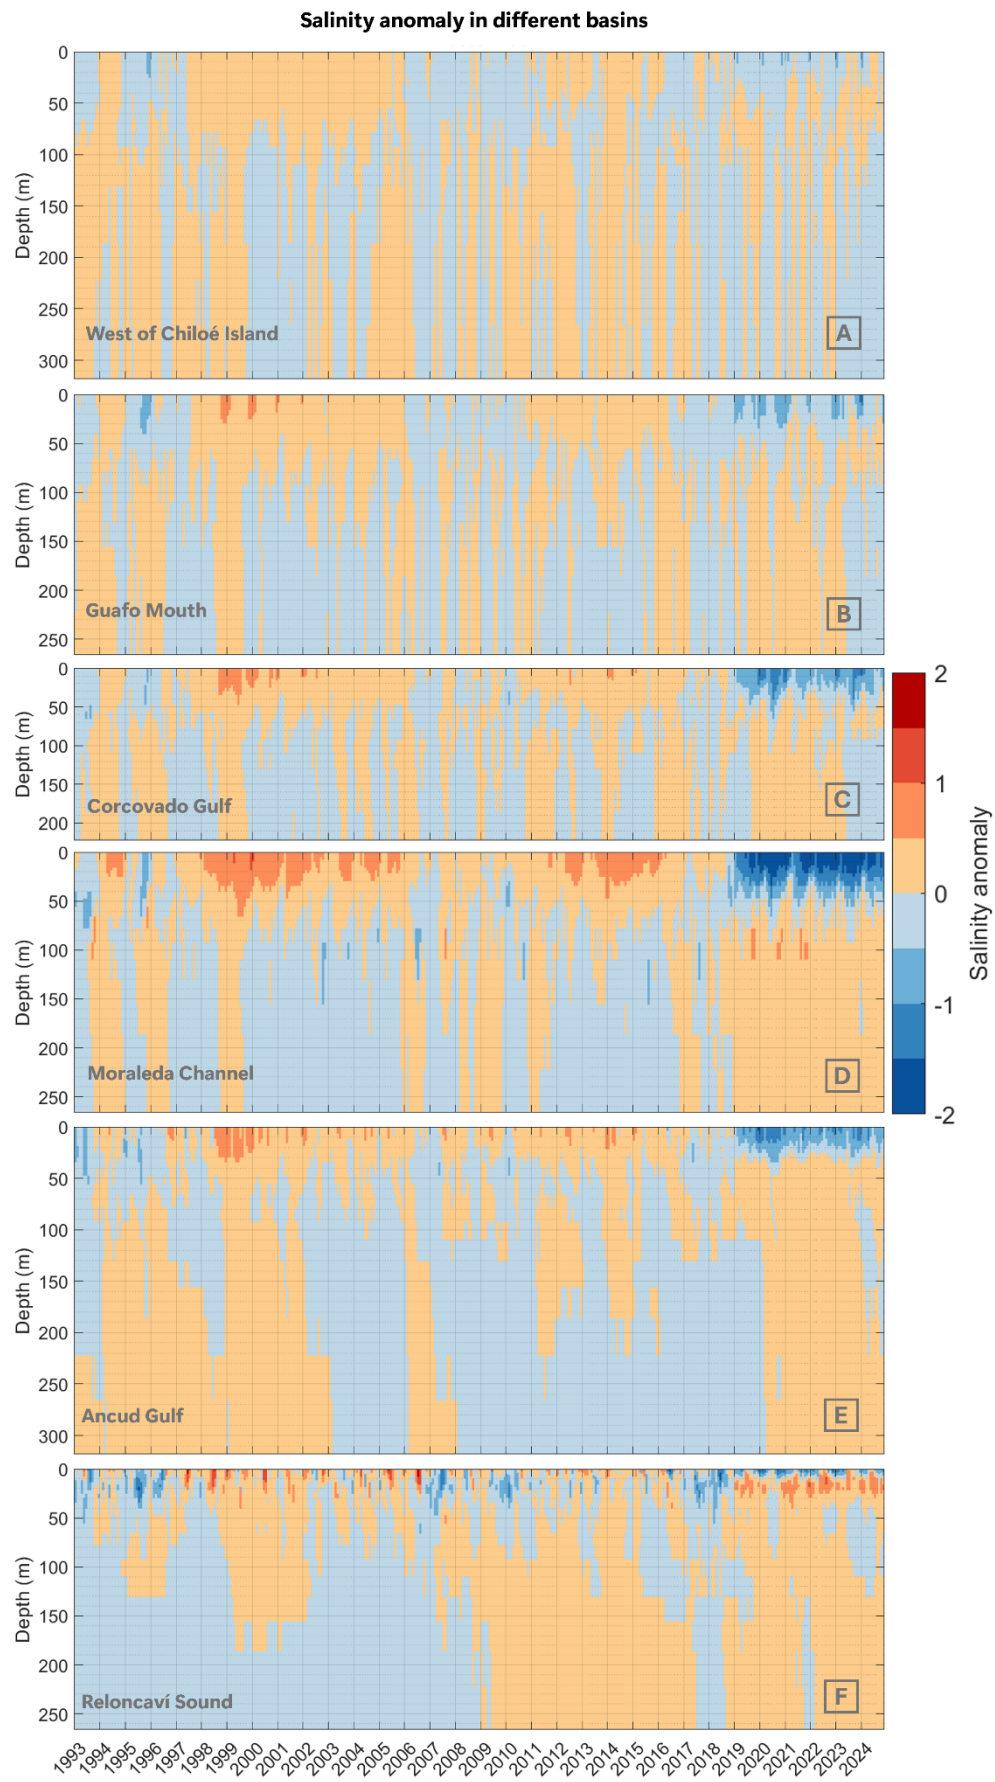 Salinity anomaly in different basins
0
50
100
150
200
250
300
Depth (m)
West of Chiloé Island
A
0
50
100
150
200
250
Depth (m)
Guafo Mouth
B
0
50
100
150
200
Depth (m)
Corcovado Gulf
C
2
1
0
-1
-2
Salinity anomaly
0
50
100
150
200
250
Depth (m)
Moraleda Channel
D
0
50
100
150
200
250
300
Depth (m)
Ancud Gulf
E
0
50
100
150
200
250
Depth (m)
Reloncaví Sound
F
1993 1994 1995 1996 1997 1998 1999 2000 2001 2002 2003 2004 2005 2006 2007 2008 2009 2010 2011 2012 2013 2014 2015 2016 2017 2018 2019 2020 2021 2022 2023 2024